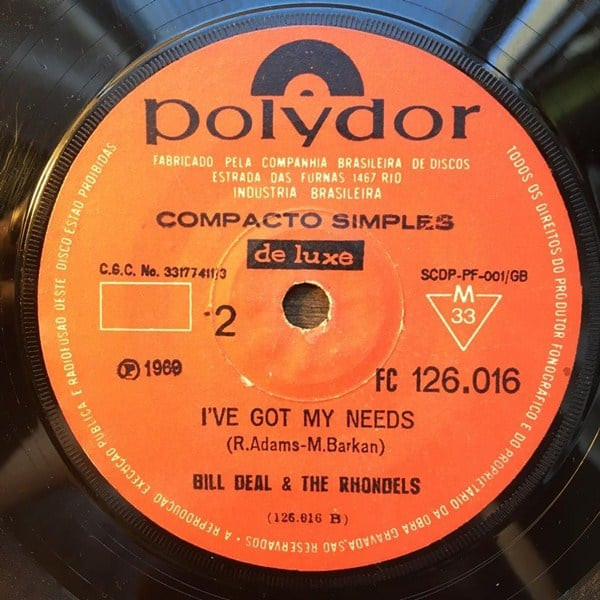 polydor
FABRICADO PELA COMPANHIA BRASILEIRA DE DISCOS
ESTRADA DAS FURNAS 1467 RIO
INDUSTRIA BRASILEIRA
COMPACTO SIMPLES
de luxe
C.G.C. No. 33177411/3
SCDP-PF-001/GB
M
33
2
℗ 1969
FC 126.016
I'VE GOT MY NEEDS
(R.Adams-M.Barkan)
BILL DEAL & THE RHONDELS
(126.016 B)
TODOS OS DIREITOS DO PRODUTOR FONOGRÁFICO E DO PROPRIETARIO DA OBRA GRAVADA, SAO RESERVADOS • A REPRODUÇÃO EXECUÇÃO PÚBLICA E RADIOFUSÃO DESTE DISCO ESTÃO PROIBIDAS